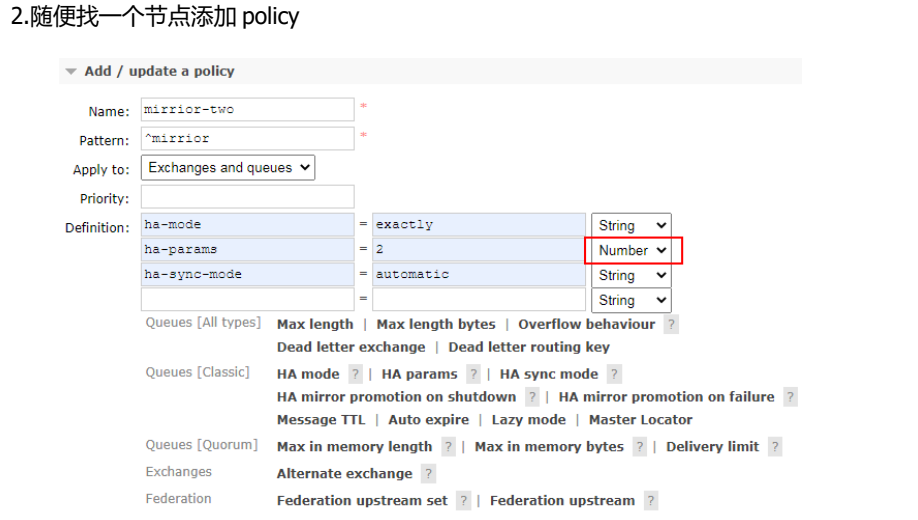 2.随便找一个节点添加 policy
Add / update a policy
Name: mirrior-two *
Pattern: ^mirrior *
Apply to: Exchanges and queues
Priority:
Definition: ha-mode = exactly String
ha-params = 2 Number
ha-sync-mode = automatic String
= String
Queues [All types] Max length | Max length bytes | Overflow behaviour ?
Dead letter exchange | Dead letter routing key
Queues [Classic] HA mode ? | HA params ? | HA sync mode ?
HA mirror promotion on shutdown ? | HA mirror promotion on failure ?
Message TTL | Auto expire | Lazy mode | Master Locator
Queues [Quorum] Max in memory length ? | Max in memory bytes ? | Delivery limit ?
Exchanges Alternate exchange ?
Federation Federation upstream set ? | Federation upstream ?